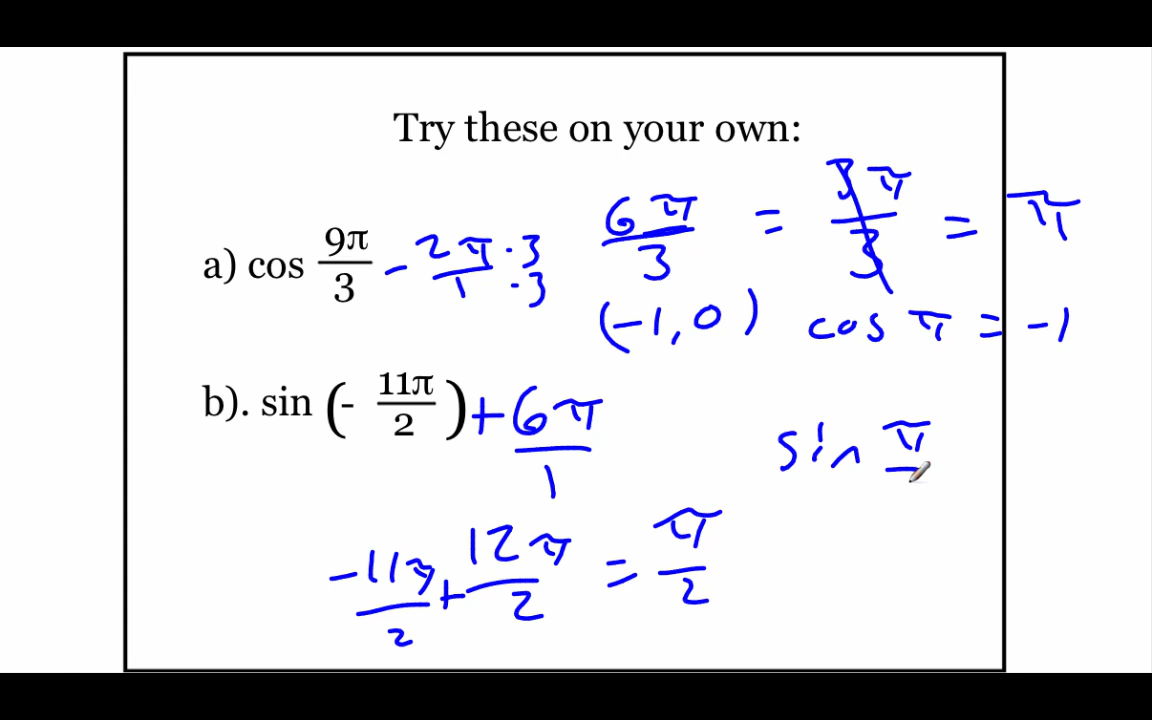 Try these on your own:
a) cos 9π/3 - 2π·3/1·3 6π/3 = 3π/3 = π
(-1, 0) cos π = -1
b). sin (- 11π/2) + 6π/1
sin π
-11π/2 + 12π/2 = π/2